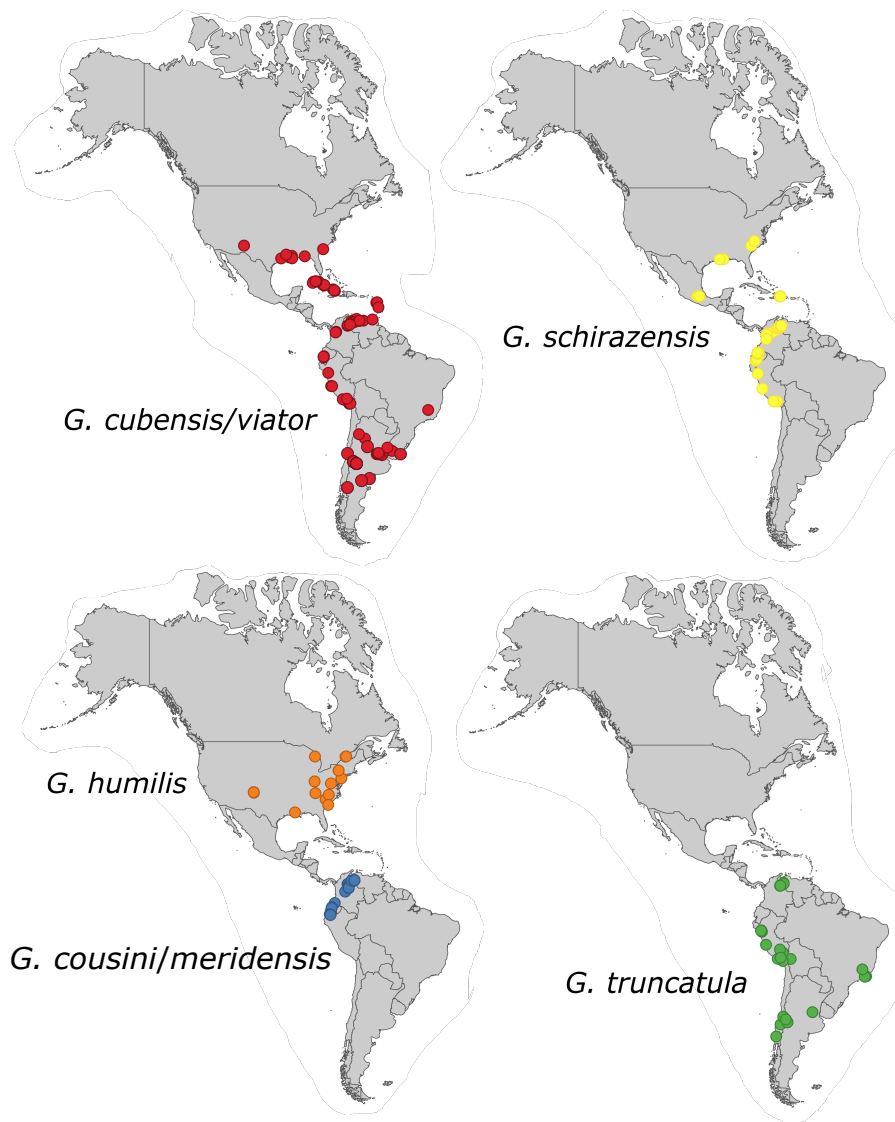 G. schirazensis
G. cubensis/viator
G. humilis
G. cousini/meridensis
G. truncatula